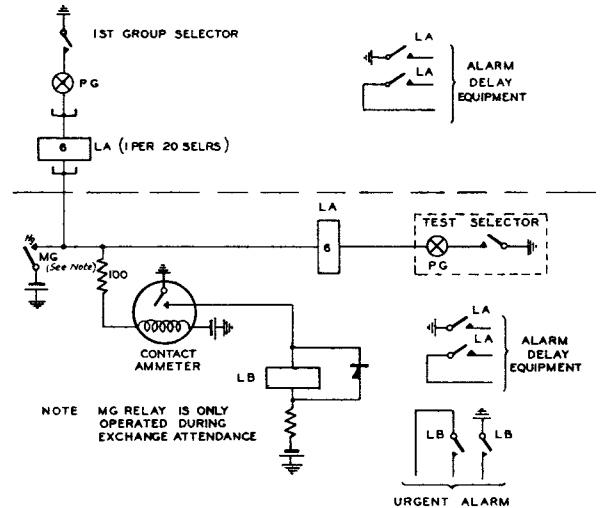 1ST GROUP SELECTOR
PG
6
LA (1 PER 20 SELRS)
LA
LA
ALARM
DELAY
EQUIPMENT
LA
6
TEST SELECTOR
PG
Hg
MG
(See Note)
100
CONTACT
AMMETER
LB
LA
LA
ALARM
DELAY
EQUIPMENT
NOTE MG RELAY IS ONLY
OPERATED DURING
EXCHANGE ATTENDANCE
LB
LB
URGENT ALARM